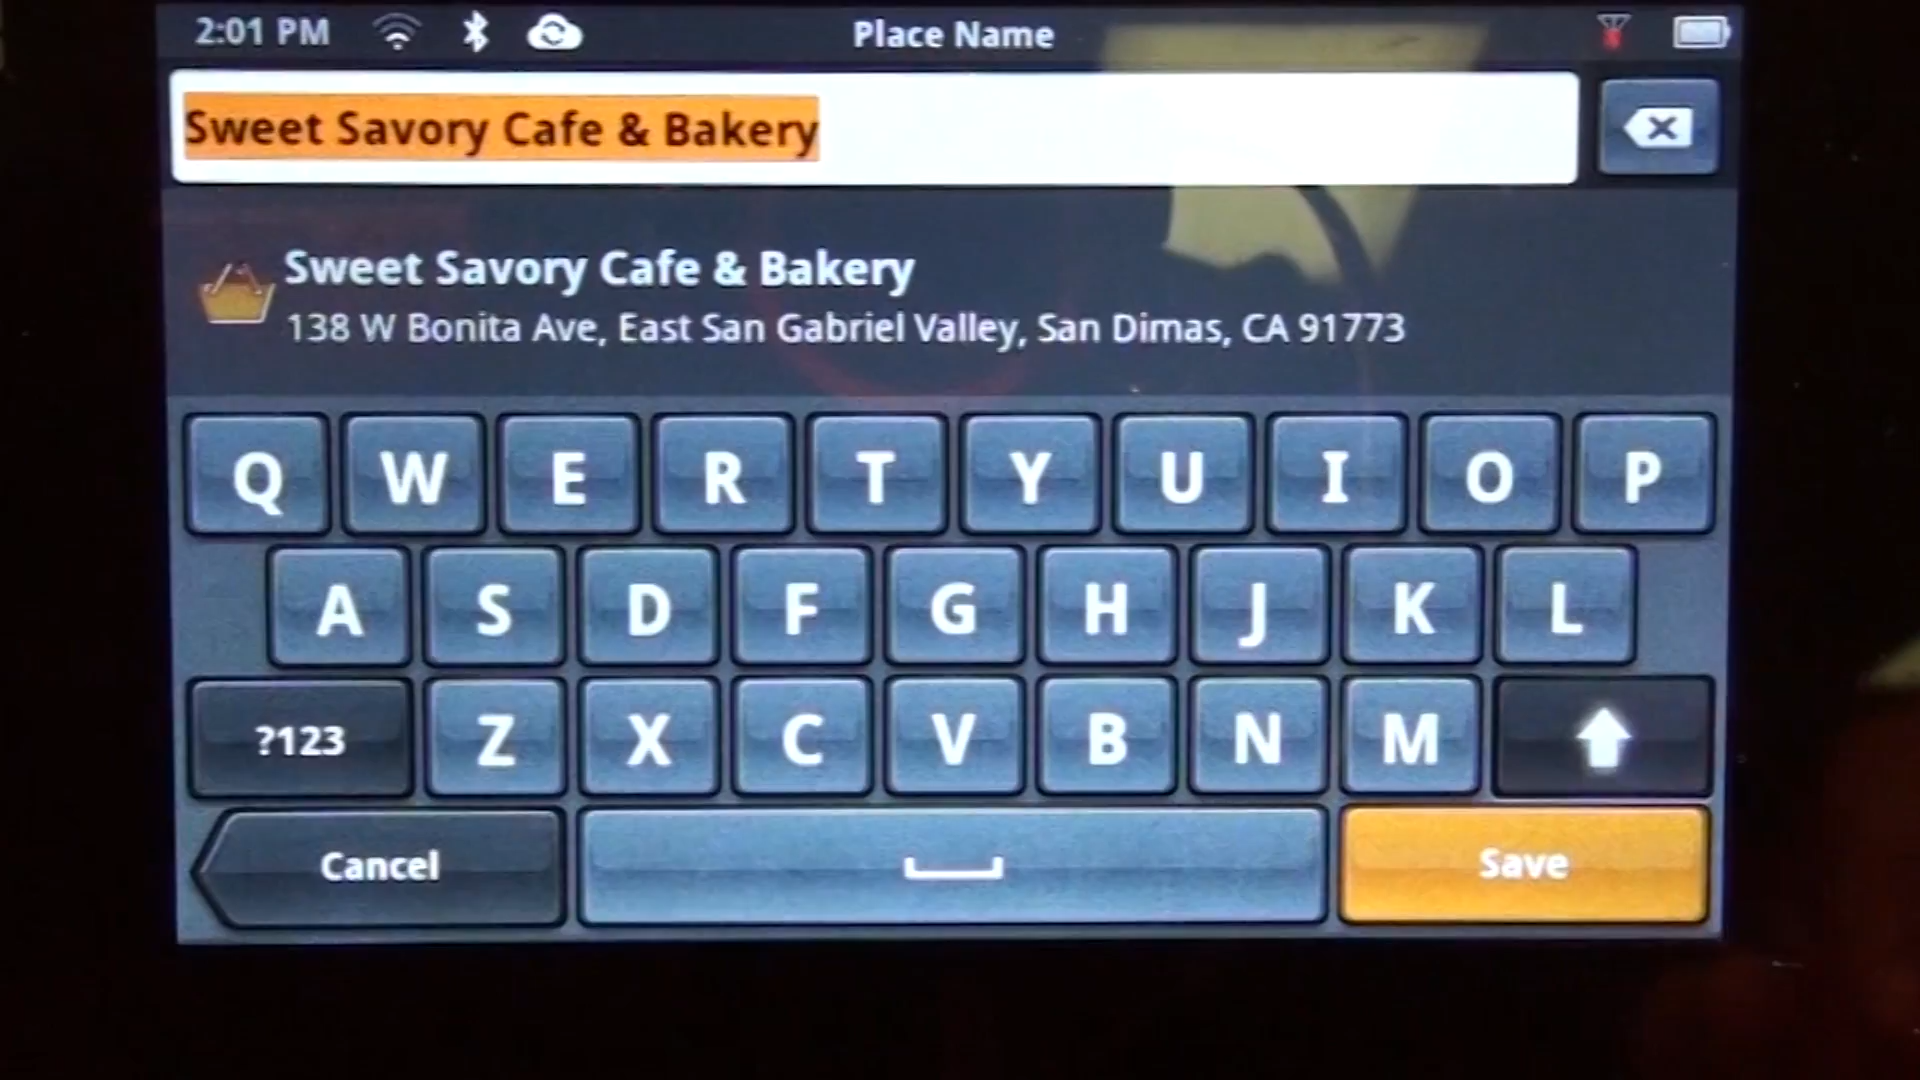 2:01 PM Place Name
Sweet Savory Cafe & Bakery
Sweet Savory Cafe & Bakery
138 W Bonita Ave, East San Gabriel Valley, San Dimas, CA 91773
Q W E R T Y U I O P
A S D F G H J K L
?123 Z X C V B N M
Cancel Save